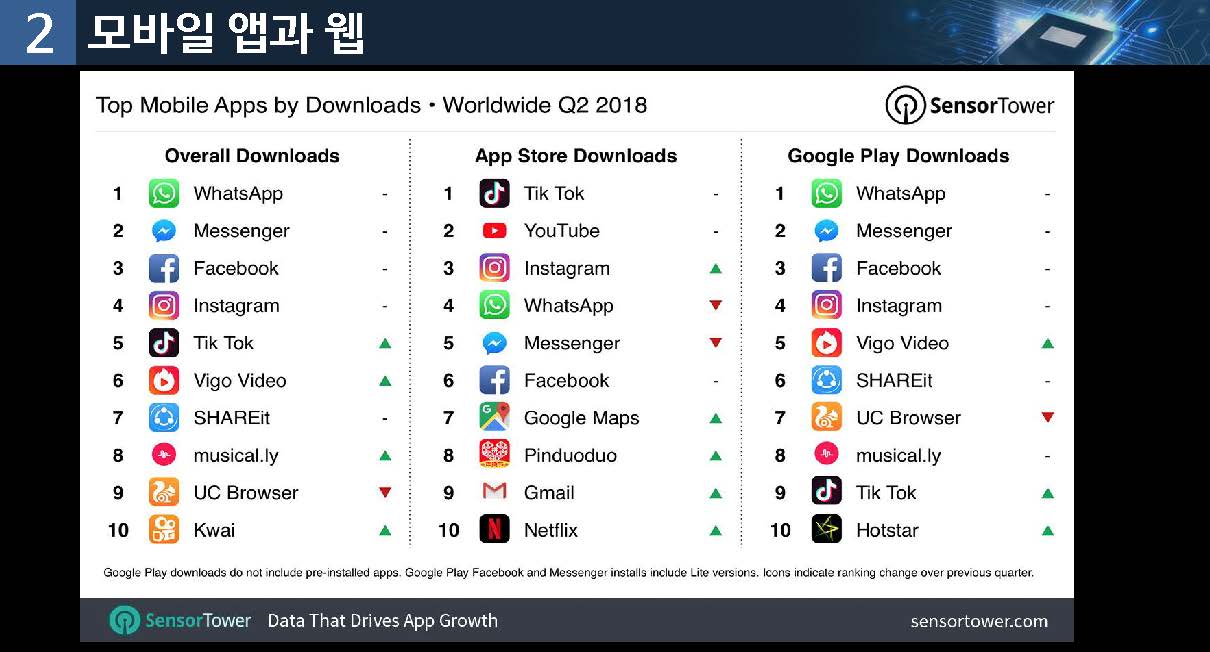 2 모바일 앱과 웹
Top Mobile Apps by Downloads • Worldwide Q2 2018
SensorTower
Overall Downloads
1 WhatsApp -
2 Messenger -
3 Facebook -
4 Instagram -
5 Tik Tok ▲
6 Vigo Video ▲
7 SHAREit -
8 musical.ly ▲
9 UC Browser ▼
10 Kwai ▲
App Store Downloads
1 Tik Tok -
2 YouTube -
3 Instagram ▲
4 WhatsApp ▼
5 Messenger ▼
6 Facebook -
7 Google Maps ▲
8 Pinduoduo ▲
9 Gmail ▲
10 Netflix ▲
Google Play Downloads
1 WhatsApp -
2 Messenger -
3 Facebook -
4 Instagram -
5 Vigo Video ▲
6 SHAREit -
7 UC Browser ▼
8 musical.ly -
9 Tik Tok ▲
10 Hotstar ▲
Google Play downloads do not include pre-installed apps. Google Play Facebook and Messenger installs include Lite versions. Icons indicate ranking change over previous quarter.
SensorTower Data That Drives App Growth
sensortower.com